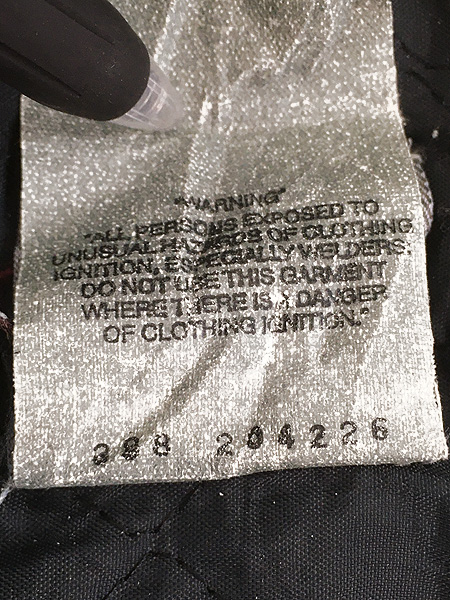 "WARNING"
"ALL PERSONS EXPOSED TO
UNUSUAL HAZARDS OF CLOTHING
IGNITION, ESPECIALLY WELDERS,
DO NOT USE THIS GARMENT
WHERE THERE IS A DANGER
OF CLOTHING IGNITION."
388 204226